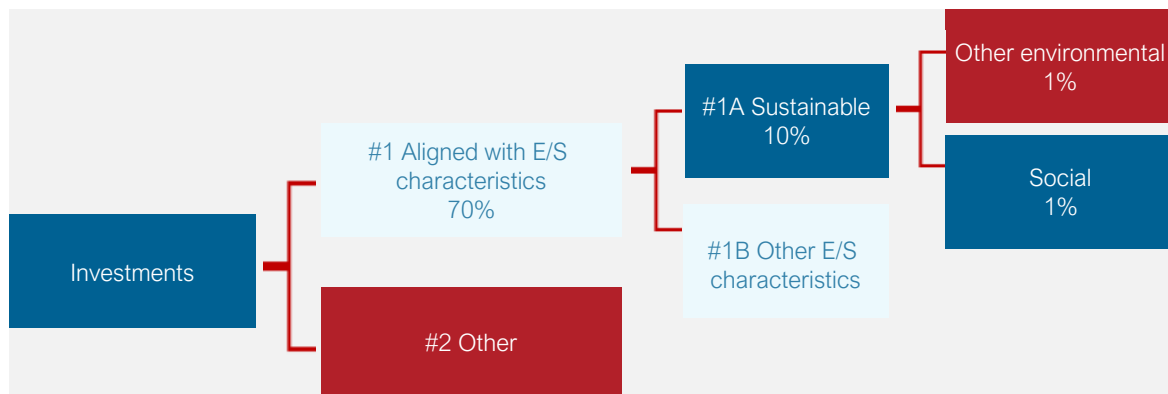 Investments
#1 Aligned with E/S
characteristics
70%
#2 Other
#1A Sustainable
10%
#1B Other E/S
characteristics
Other environmental
1%
Social
1%